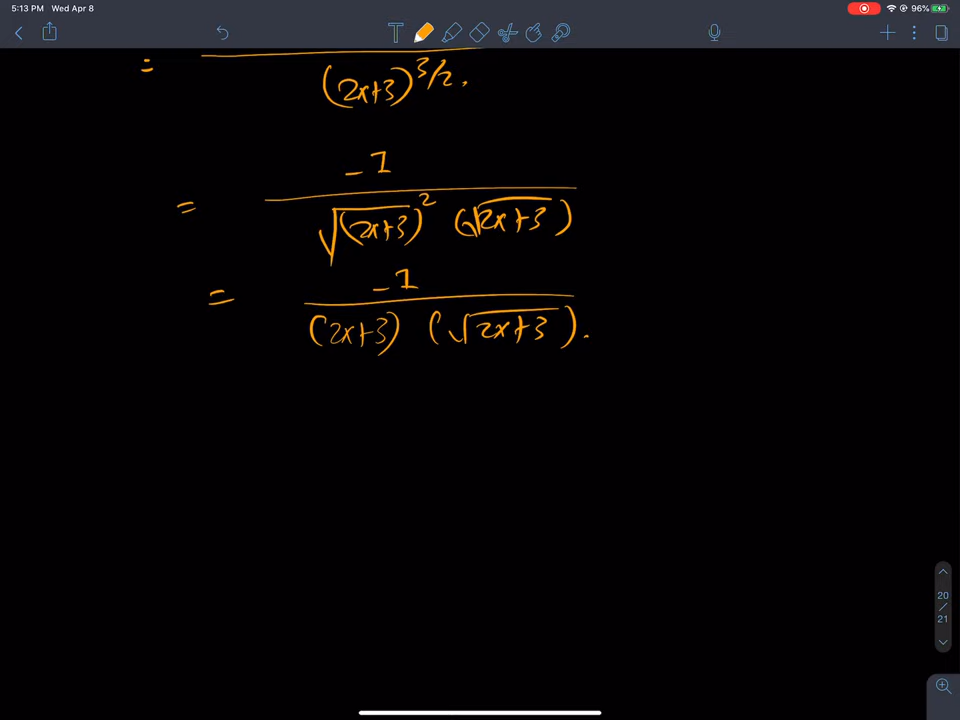 5:13 PM Wed Apr 8
96%
T
=
(2x+3)^3/2.
= -1 / √(2x+3)^2 (√2x+3)
= -1 / (2x+3) (√2x+3).
20
/
21